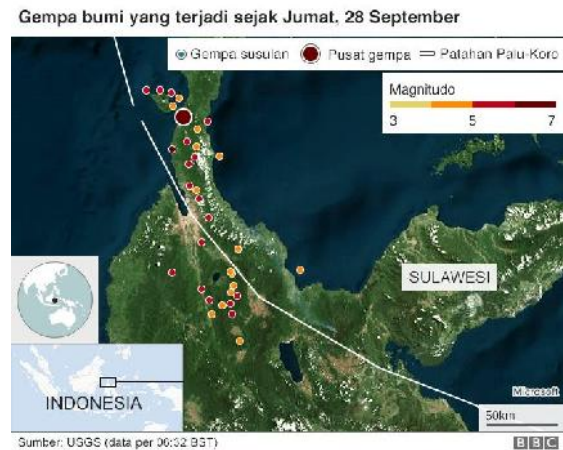 Gempa bumi yang terjadi sejak Jumat, 28 September
Gempa susulan Pusat gempa Patahan Palu-Koro
Magnitudo
3 5 7
SULAWESI
INDONESIA
Microsoft
50km
Sumber: USGS (data per 06:32 BST)
BBC